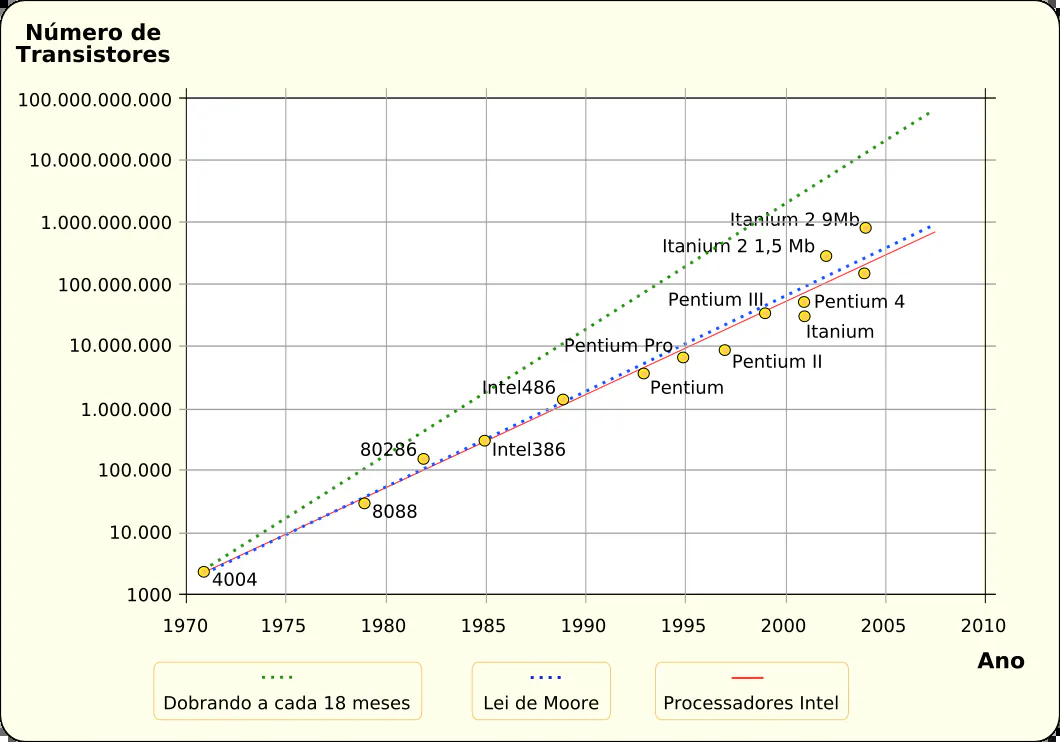 Número de
Transistores
100.000.000.000
10.000.000.000
1.000.000.000
100.000.000
10.000.000
1.000.000
100.000
10.000
1000
Itanium 2 9Mb
Itanium 2 1,5 Mb
Pentium III
Pentium 4
Itanium
Pentium Pro
Pentium II
Intel486
Pentium
80286
Intel386
8088
4004
1970 1975 1980 1985 1990 1995 2000 2005 2010
Ano
Dobrando a cada 18 meses
Lei de Moore
Processadores Intel